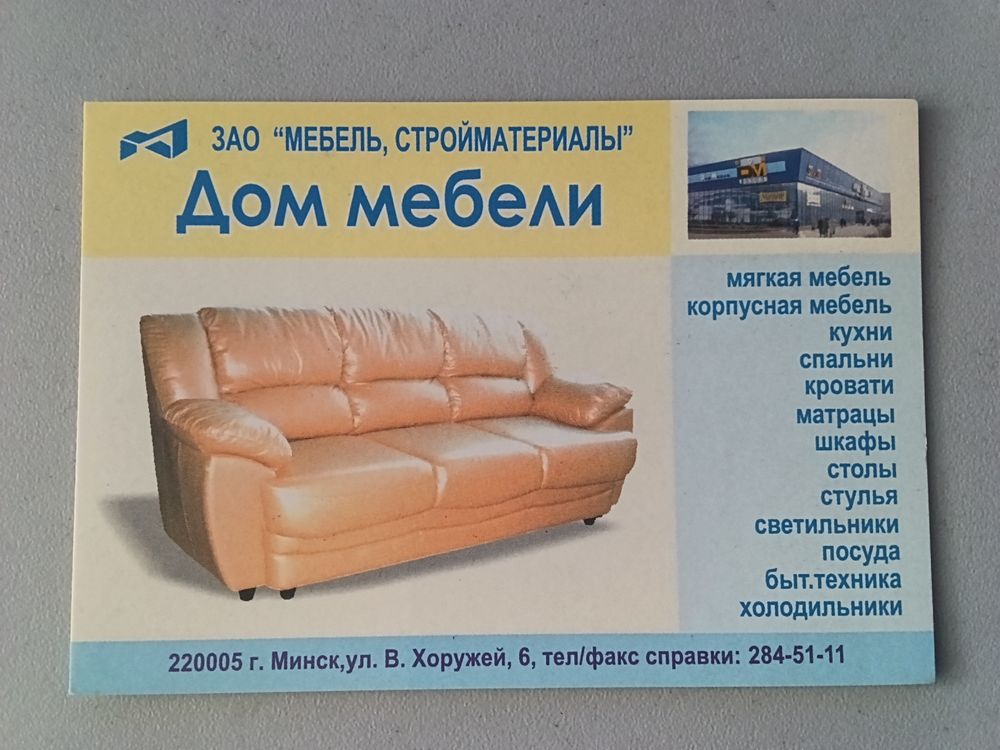 ЗАО "МЕБЕЛЬ, СТРОЙМАТЕРИАЛЫ"
Дом мебели
мягкая мебель
корпусная мебель
кухни
спальни
кровати
матрацы
шкафы
столы
стулья
светильники
посуда
быт.техника
холодильники
220005 г. Минск,ул. В. Хоружей, 6, тел/факс справки: 284-51-11